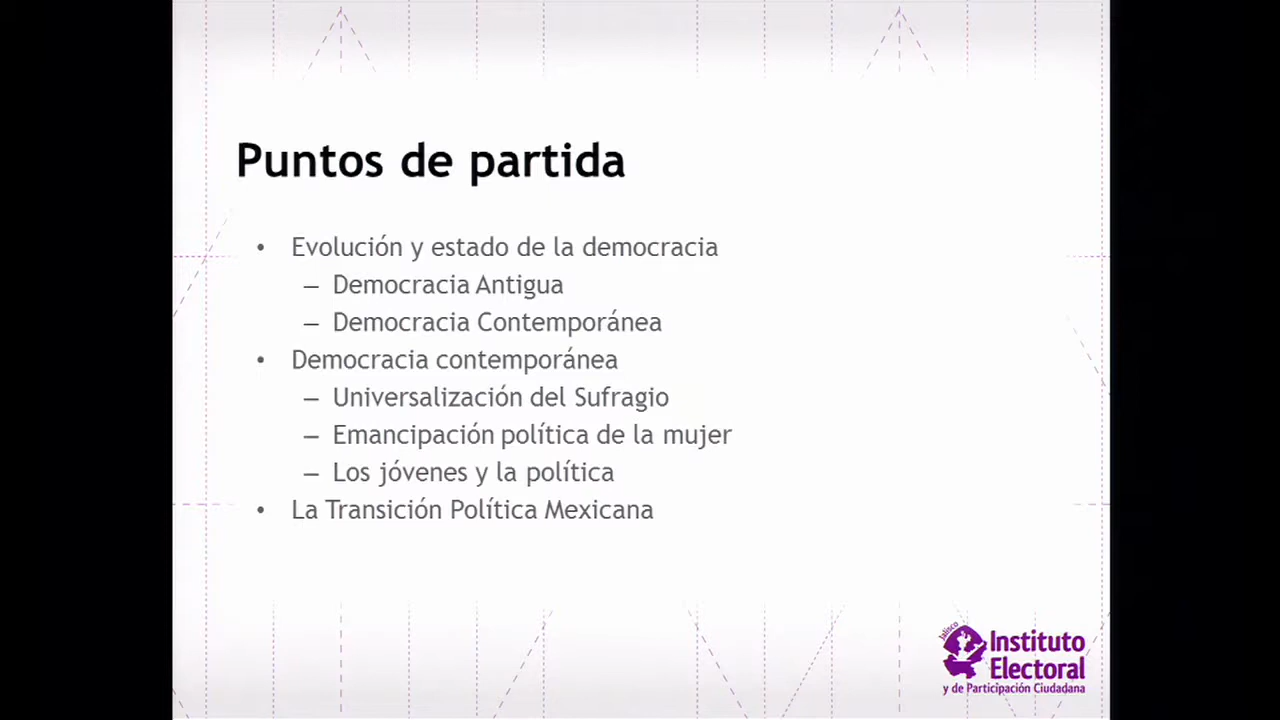 Puntos de partida
• Evolución y estado de la democracia
– Democracia Antigua
– Democracia Contemporánea
• Democracia contemporánea
– Universalización del Sufragio
– Emancipación política de la mujer
– Los jóvenes y la política
• La Transición Política Mexicana
Jalisco
Instituto
Electoral
y de Participación Ciudadana